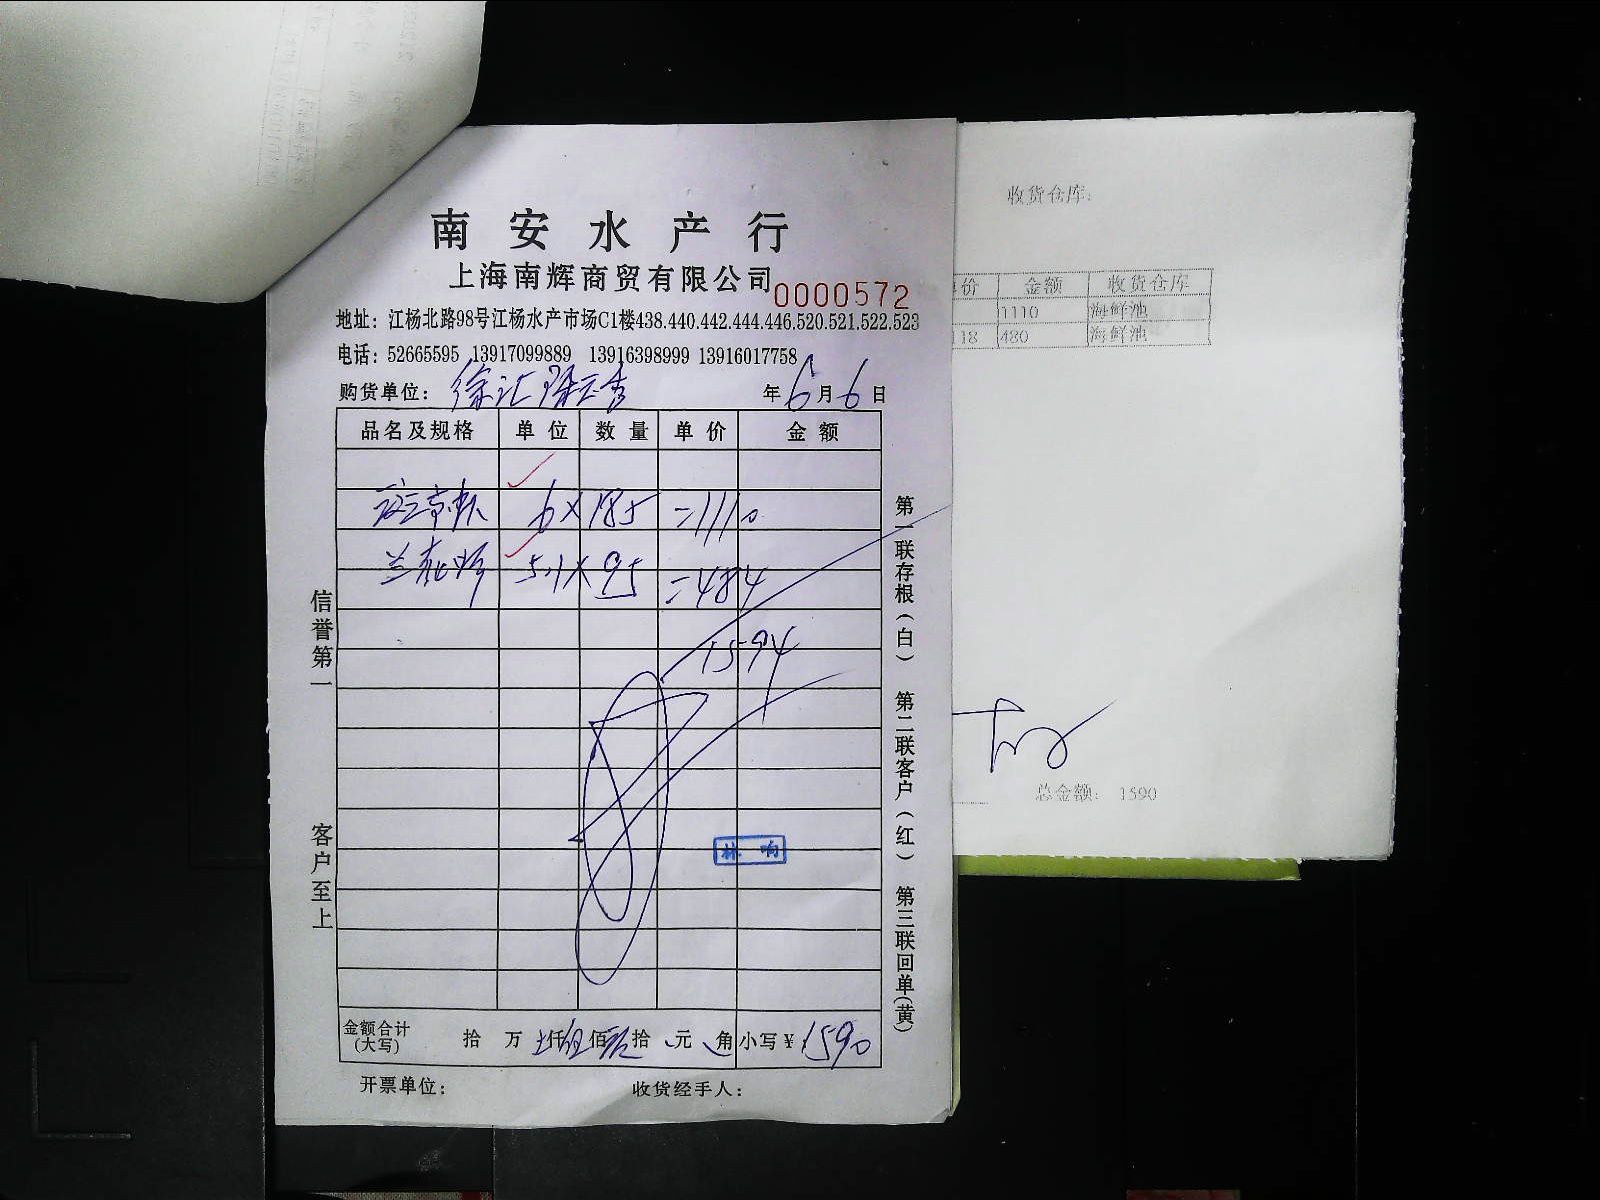 南安水产行
上海南辉商贸有限公司
0000572
地址：江杨北路98号江杨水产市场C1楼438.440.442.444.446.520.521.522.523
电话：52665595 13917099889 13916398999 13916017758
购货单位：徐汇 年6月6日
品名及规格 单位 数量 单价 金额
6×185=1110
兰花 5.1×95=484
1594
林响
金额合计(大写) 拾 万 仟 佰 拾 元 角 小写¥1590
开票单位： 收货经手人：
信誉第一
客户至上
第一联存根(白) 第二联客户(红) 第三联回单(黄)
收货仓库：
价 金额 收货仓库
1110 海鲜池
118 480 海鲜池
总金额： 1590